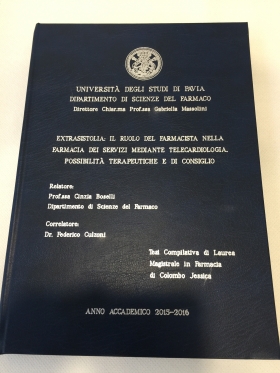 UNIVERSITÀ DEGLI STUDI DI PAVIA
DIPARTIMENTO DI SCIENZE DEL FARMACO
Direttore Chiar.ma Prof.ssa Gabriella Massolini
EXTRASISTOLIA: IL RUOLO DEL FARMACISTA NELLA
FARMACIA DEI SERVIZI MEDIANTE TELECARDIOLOGIA.
POSSIBILITÀ TERAPEUTICHE E DI CONSIGLIO
Relatore:
Prof.ssa Cinzia Boselli
Dipartimento di Scienze del Farmaco
Correlatore:
Dr. Federico
Tesi Compilativa di Laurea
Magistrale in Farmacia
di Colombo Jessica
ANNO ACCADEMICO 2015-2016